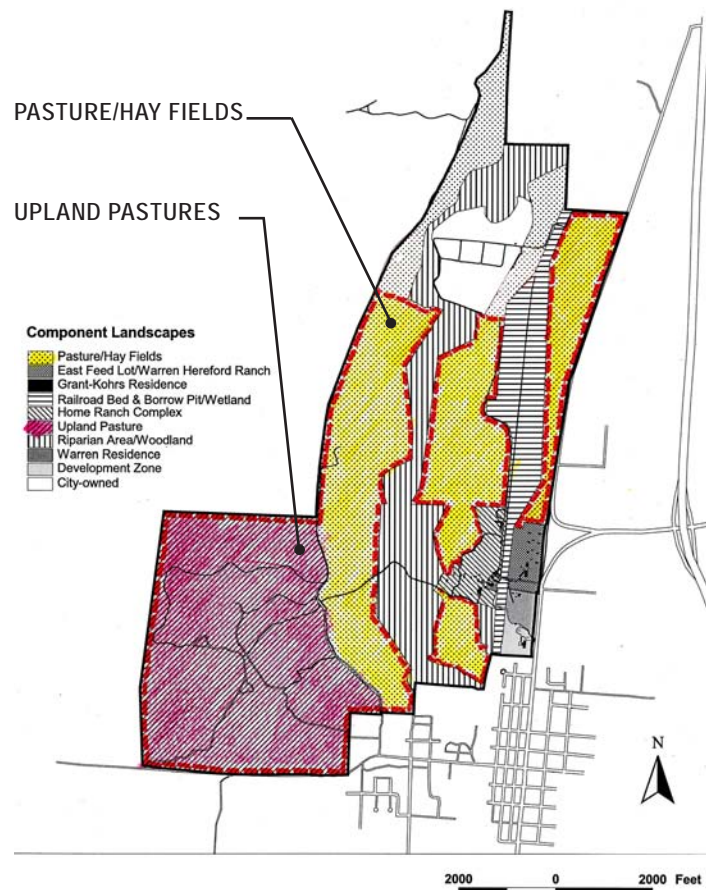 PASTURE/HAY FIELDS
UPLAND PASTURES
Component Landscapes
Pasture/Hay Fields
East Feed Lot/Warren Hereford Ranch
Grant-Kohrs Residence
Railroad Bed & Borrow Pit/Wetland
Home Ranch Complex
Upland Pasture
Riparian Area/Woodland
Warren Residence
Development Zone
City-owned
N
2000 0 2000 Feet